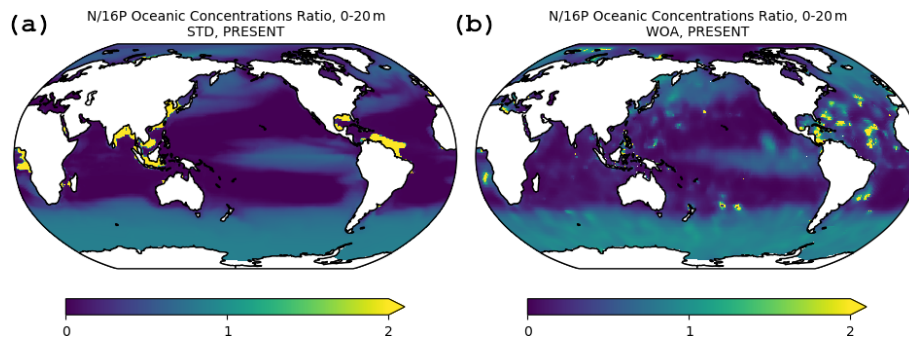 (a)
N/16P Oceanic Concentrations Ratio, 0-20 m
STD, PRESENT
0 1 2
(b)
N/16P Oceanic Concentrations Ratio, 0-20 m
WOA, PRESENT
0 1 2